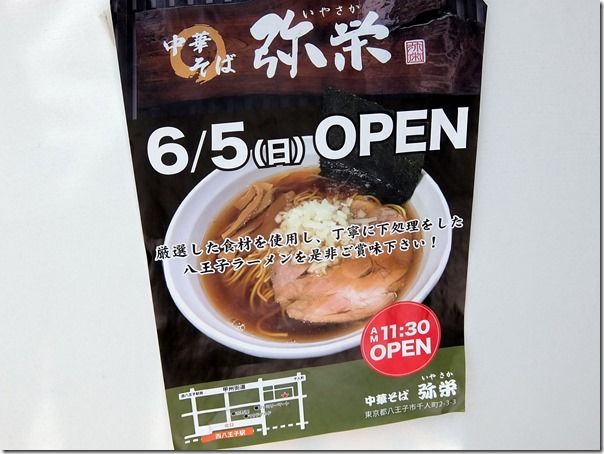 いやさか
中華そば 弥栄
弥栄
6/5(日) OPEN
厳選した食材を使用し、丁寧に下処理をした
八王子ラーメンを是非ご賞味下さい！
AM 11:30
OPEN
いやさか
中華そば 弥栄
東京都八王子市千人町2-3-3
甲州街道
北口
西八王子駅